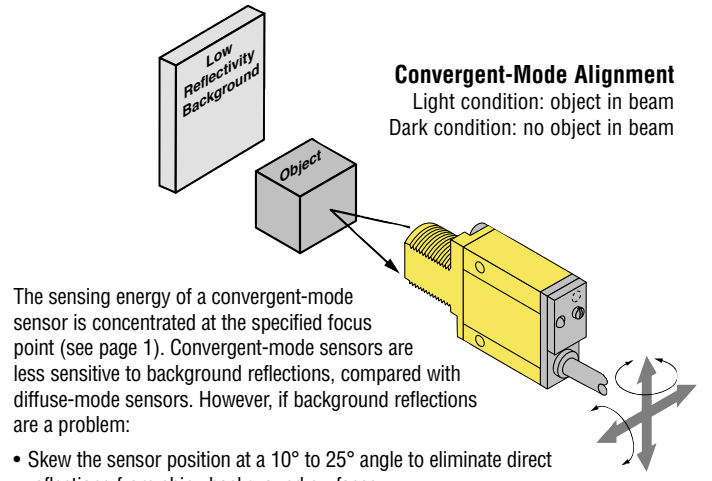 Low
Reflectivity
Background
Convergent-Mode Alignment
Light condition: object in beam
Dark condition: no object in beam
Object
The sensing energy of a convergent-mode
sensor is concentrated at the specified focus
point (see page 1). Convergent-mode sensors are
less sensitive to background reflections, compared with
diffuse-mode sensors. However, if background reflections
are a problem:
• Skew the sensor position at a 10° to 25° angle to eliminate direct